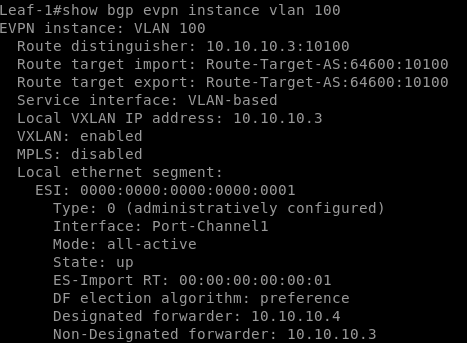 Leaf-1#show bgp evpn instance vlan 100
EVPN instance: VLAN 100
Route distinguisher: 10.10.10.3:10100
Route target import: Route-Target-AS:64600:10100
Route target export: Route-Target-AS:64600:10100
Service interface: VLAN-based
Local VXLAN IP address: 10.10.10.3
VXLAN: enabled
MPLS: disabled
Local ethernet segment:
ESI: 0000:0000:0000:0000:0001
Type: 0 (administratively configured)
Interface: Port-Channel1
Mode: all-active
State: up
ES-Import RT: 00:00:00:00:00:01
DF election algorithm: preference
Designated forwarder: 10.10.10.4
Non-Designated forwarder: 10.10.10.3